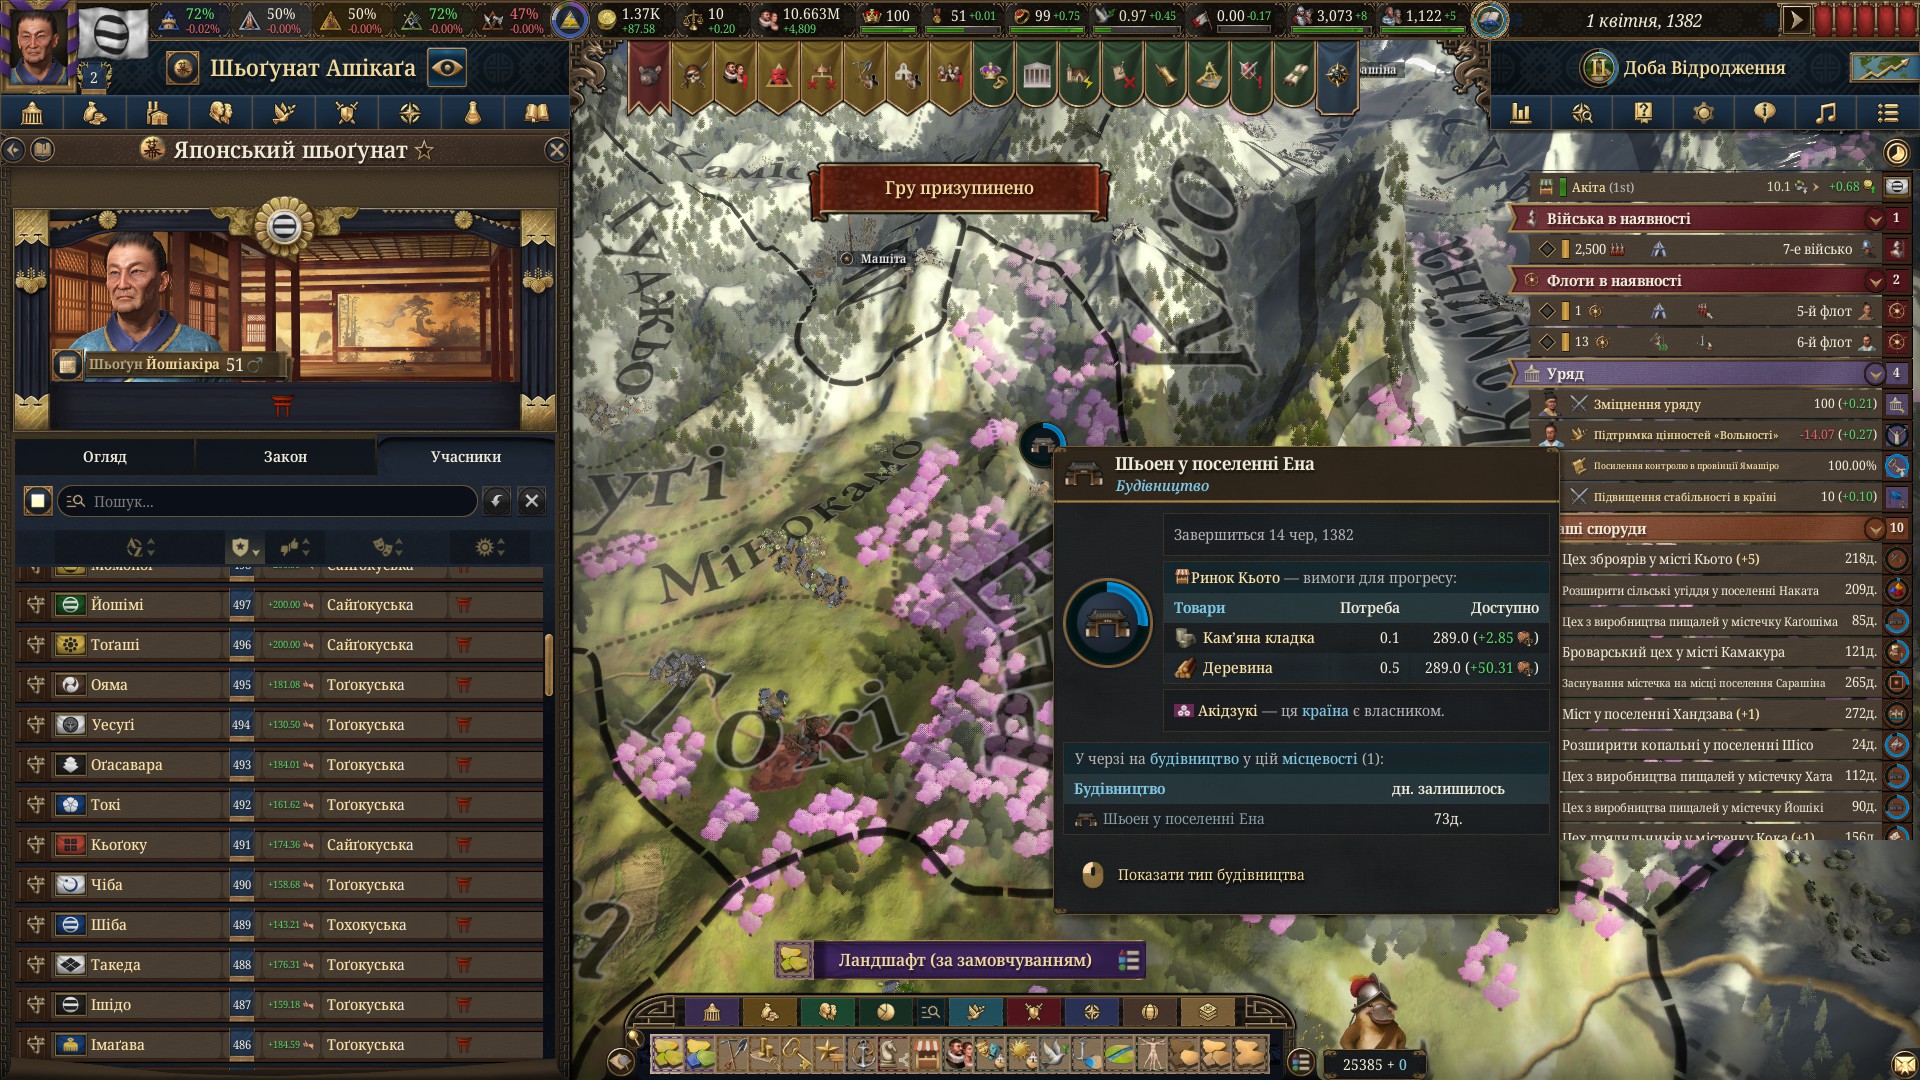 72%
-0.02%
50%
-0.00%
50%
-0.00%
72%
-0.00%
47%
-0.00%
1.37K
+87.58
10
+0.20
10.663M
+4,809
100
51 +0.01
99 +0.75
0.97 +0.45
0.00 -0.17
3,073 +8
1,122 +5
1 квітня, 1382
2
Шьоґунат Ашікаґа
II
Доба Відродження
Японський шьоґунат
Шьоґун Йошіакіра 51
Огляд
Закон
Учасники
Пошук...
Йошімі 497 +200.00 Сайґокуська
Тоґаші 496 +200.00 Сайґокуська
Ояма 495 +181.08 Тоґокуська
Уесуґі 494 +130.50 Тоґокуська
Оґасавара 493 +184.01 Тоґокуська
Токі 492 +161.62 Тоґокуська
Кьоґоку 491 +174.36 Сайґокуська
Чіба 490 +158.68 Тоґокуська
Шіба 489 +143.21 Тохокуська
Такеда 488 +176.31 Тоґокуська
Ішідо 487 +159.18 Тоґокуська
Імаґава 486 +184.59 Тоґокуська
Гру призупинено
Машіта
Кісо
Токі
Шьоен у поселенні Ена
Будівництво
Завершиться 14 чер, 1382
Ринок Кьото — вимоги для прогресу:
Товари Потреба Доступно
Кам’яна кладка 0.1 289.0 (+2.85 )
Деревина 0.5 289.0 (+50.31 )
Акідзукі — ця країна є власником.
У черзі на будівництво у цій місцевості (1):
Будівництво дн. залишилось
Шьоен у поселенні Ена 73д.
Показати тип будівництва
Ландшафт (за замовчуванням)
25385 + 0
Акіта (1st) 10.1 +0.68
Війська в наявності 1
2,500 7-е військо
Флоти в наявності 2
1 5-й флот
13 6-й флот
Уряд 4
Зміцнення уряду 100 (+0.21)
Підтримка цінностей «Вольності» -14.07 (+0.27)
Посилення контролю в провінції Ямашіро 100.00%
Підвищення стабільності в країні 10 (+0.10)
аші споруди 10
Цех зброярів у місті Кьото (+5) 218д.
Розширити сільські угіддя у поселенні Наката 209д.
Цех з виробництва пищалей у містечку Каґошіма 85д.
Броварський цех у місті Камакура 121д.
Заснування містечка на місці поселення Сарашіна 265д.
Міст у поселенні Хандзава (+1) 272д.
Розширити копальні у поселенні Шісо 24д.
Цех з виробництва пищалей у містечку Хата 112д.
Цех з виробництва пищалей у містечку Йошікі 90д.
Цех прядильників у містечку Кока (+1) 156д.